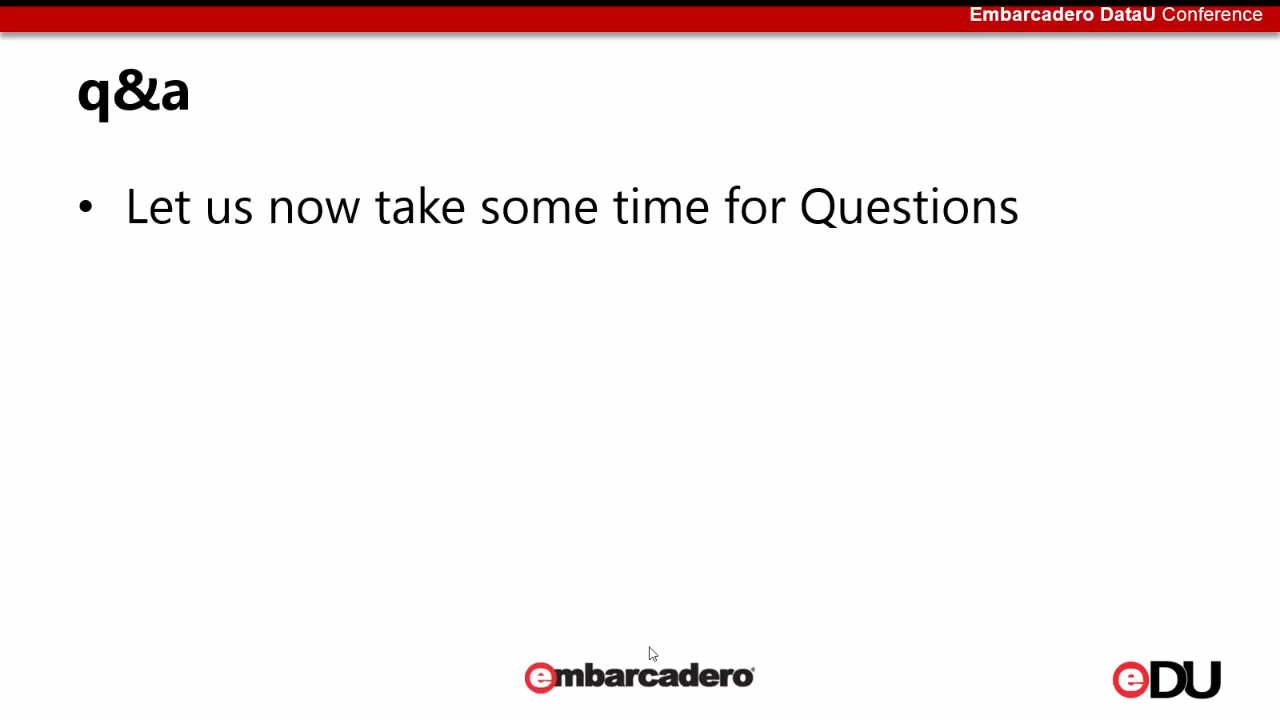 Embarcadero DataU Conference
q&a
• Let us now take some time for Questions
embarcadero®
eDU